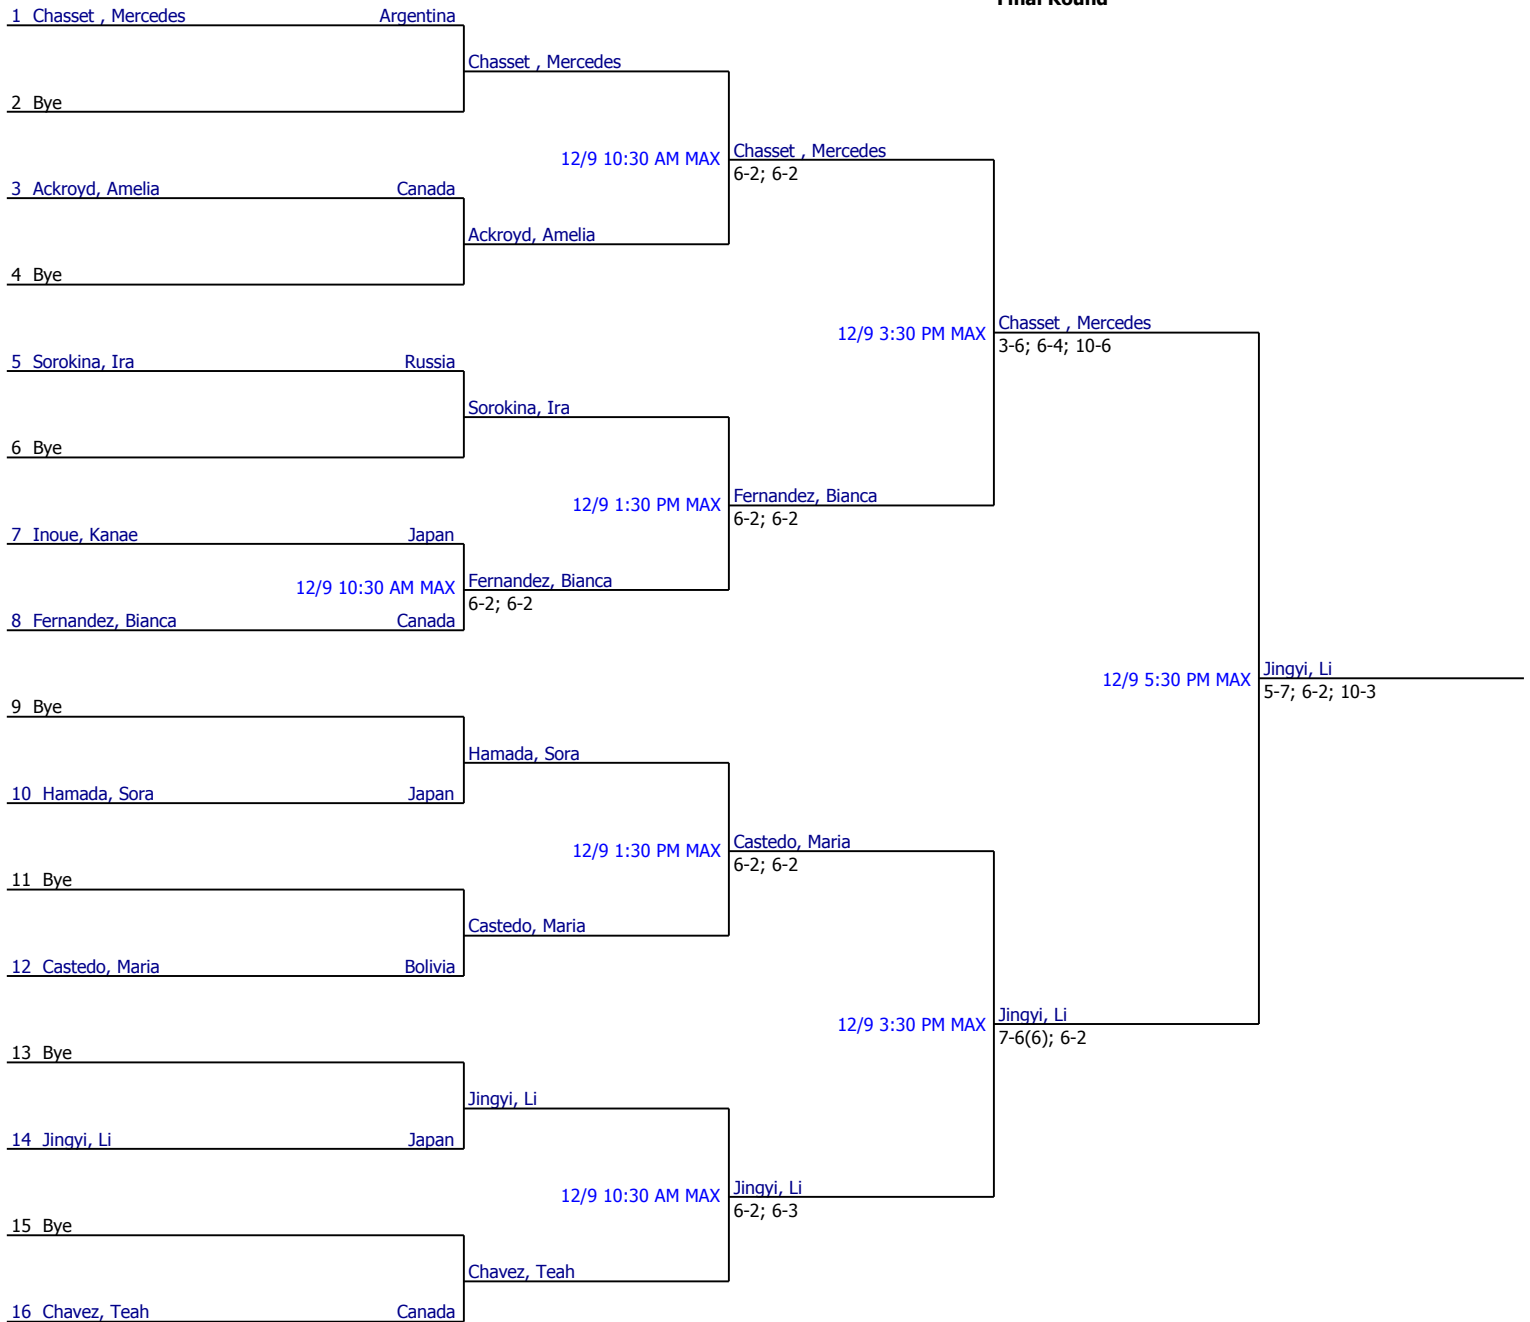 Final Round
1 Chasset , Mercedes Argentina
Chasset , Mercedes
2 Bye
12/9 10:30 AM MAX
Chasset , Mercedes
6-2; 6-2
3 Ackroyd, Amelia Canada
Ackroyd, Amelia
4 Bye
12/9 3:30 PM MAX
Chasset , Mercedes
3-6; 6-4; 10-6
5 Sorokina, Ira Russia
Sorokina, Ira
6 Bye
12/9 1:30 PM MAX
Fernandez, Bianca
6-2; 6-2
7 Inoue, Kanae Japan
12/9 10:30 AM MAX
Fernandez, Bianca
6-2; 6-2
8 Fernandez, Bianca Canada
12/9 5:30 PM MAX
Jingyi, Li
5-7; 6-2; 10-3
9 Bye
Hamada, Sora
10 Hamada, Sora Japan
12/9 1:30 PM MAX
Castedo, Maria
6-2; 6-2
11 Bye
Castedo, Maria
12 Castedo, Maria Bolivia
12/9 3:30 PM MAX
Jingyi, Li
7-6(6); 6-2
13 Bye
Jingyi, Li
14 Jingyi, Li Japan
12/9 10:30 AM MAX
Jingyi, Li
6-2; 6-3
15 Bye
Chavez, Teah
16 Chavez, Teah Canada